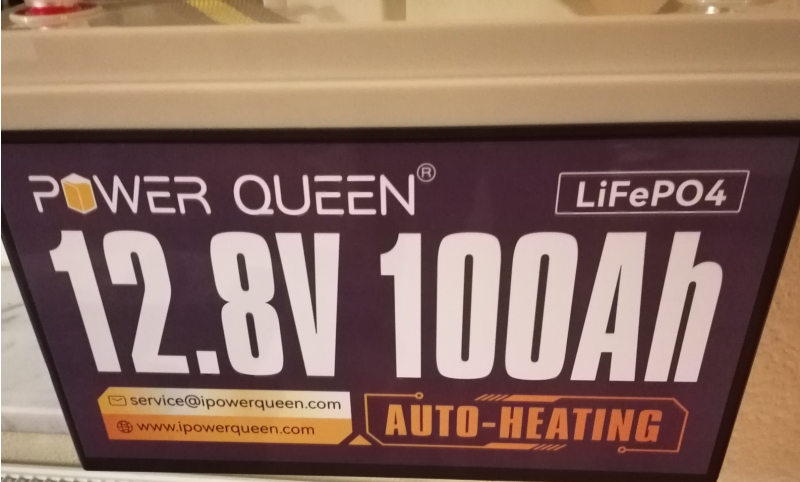 POWER QUEEN®
LiFePO4
12.8V 100Ah
service@ipowerqueen.com
www.ipowerqueen.com
AUTO-HEATING